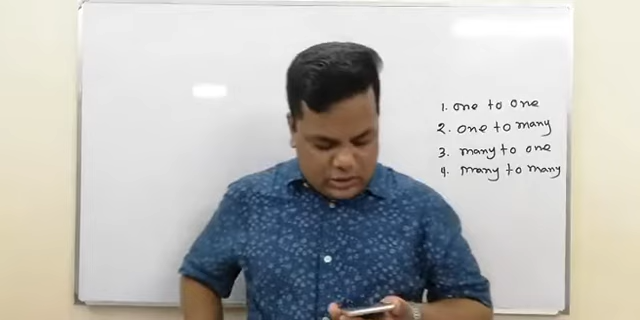 1. one to one
2. one to many
3. many to one
4. many to many